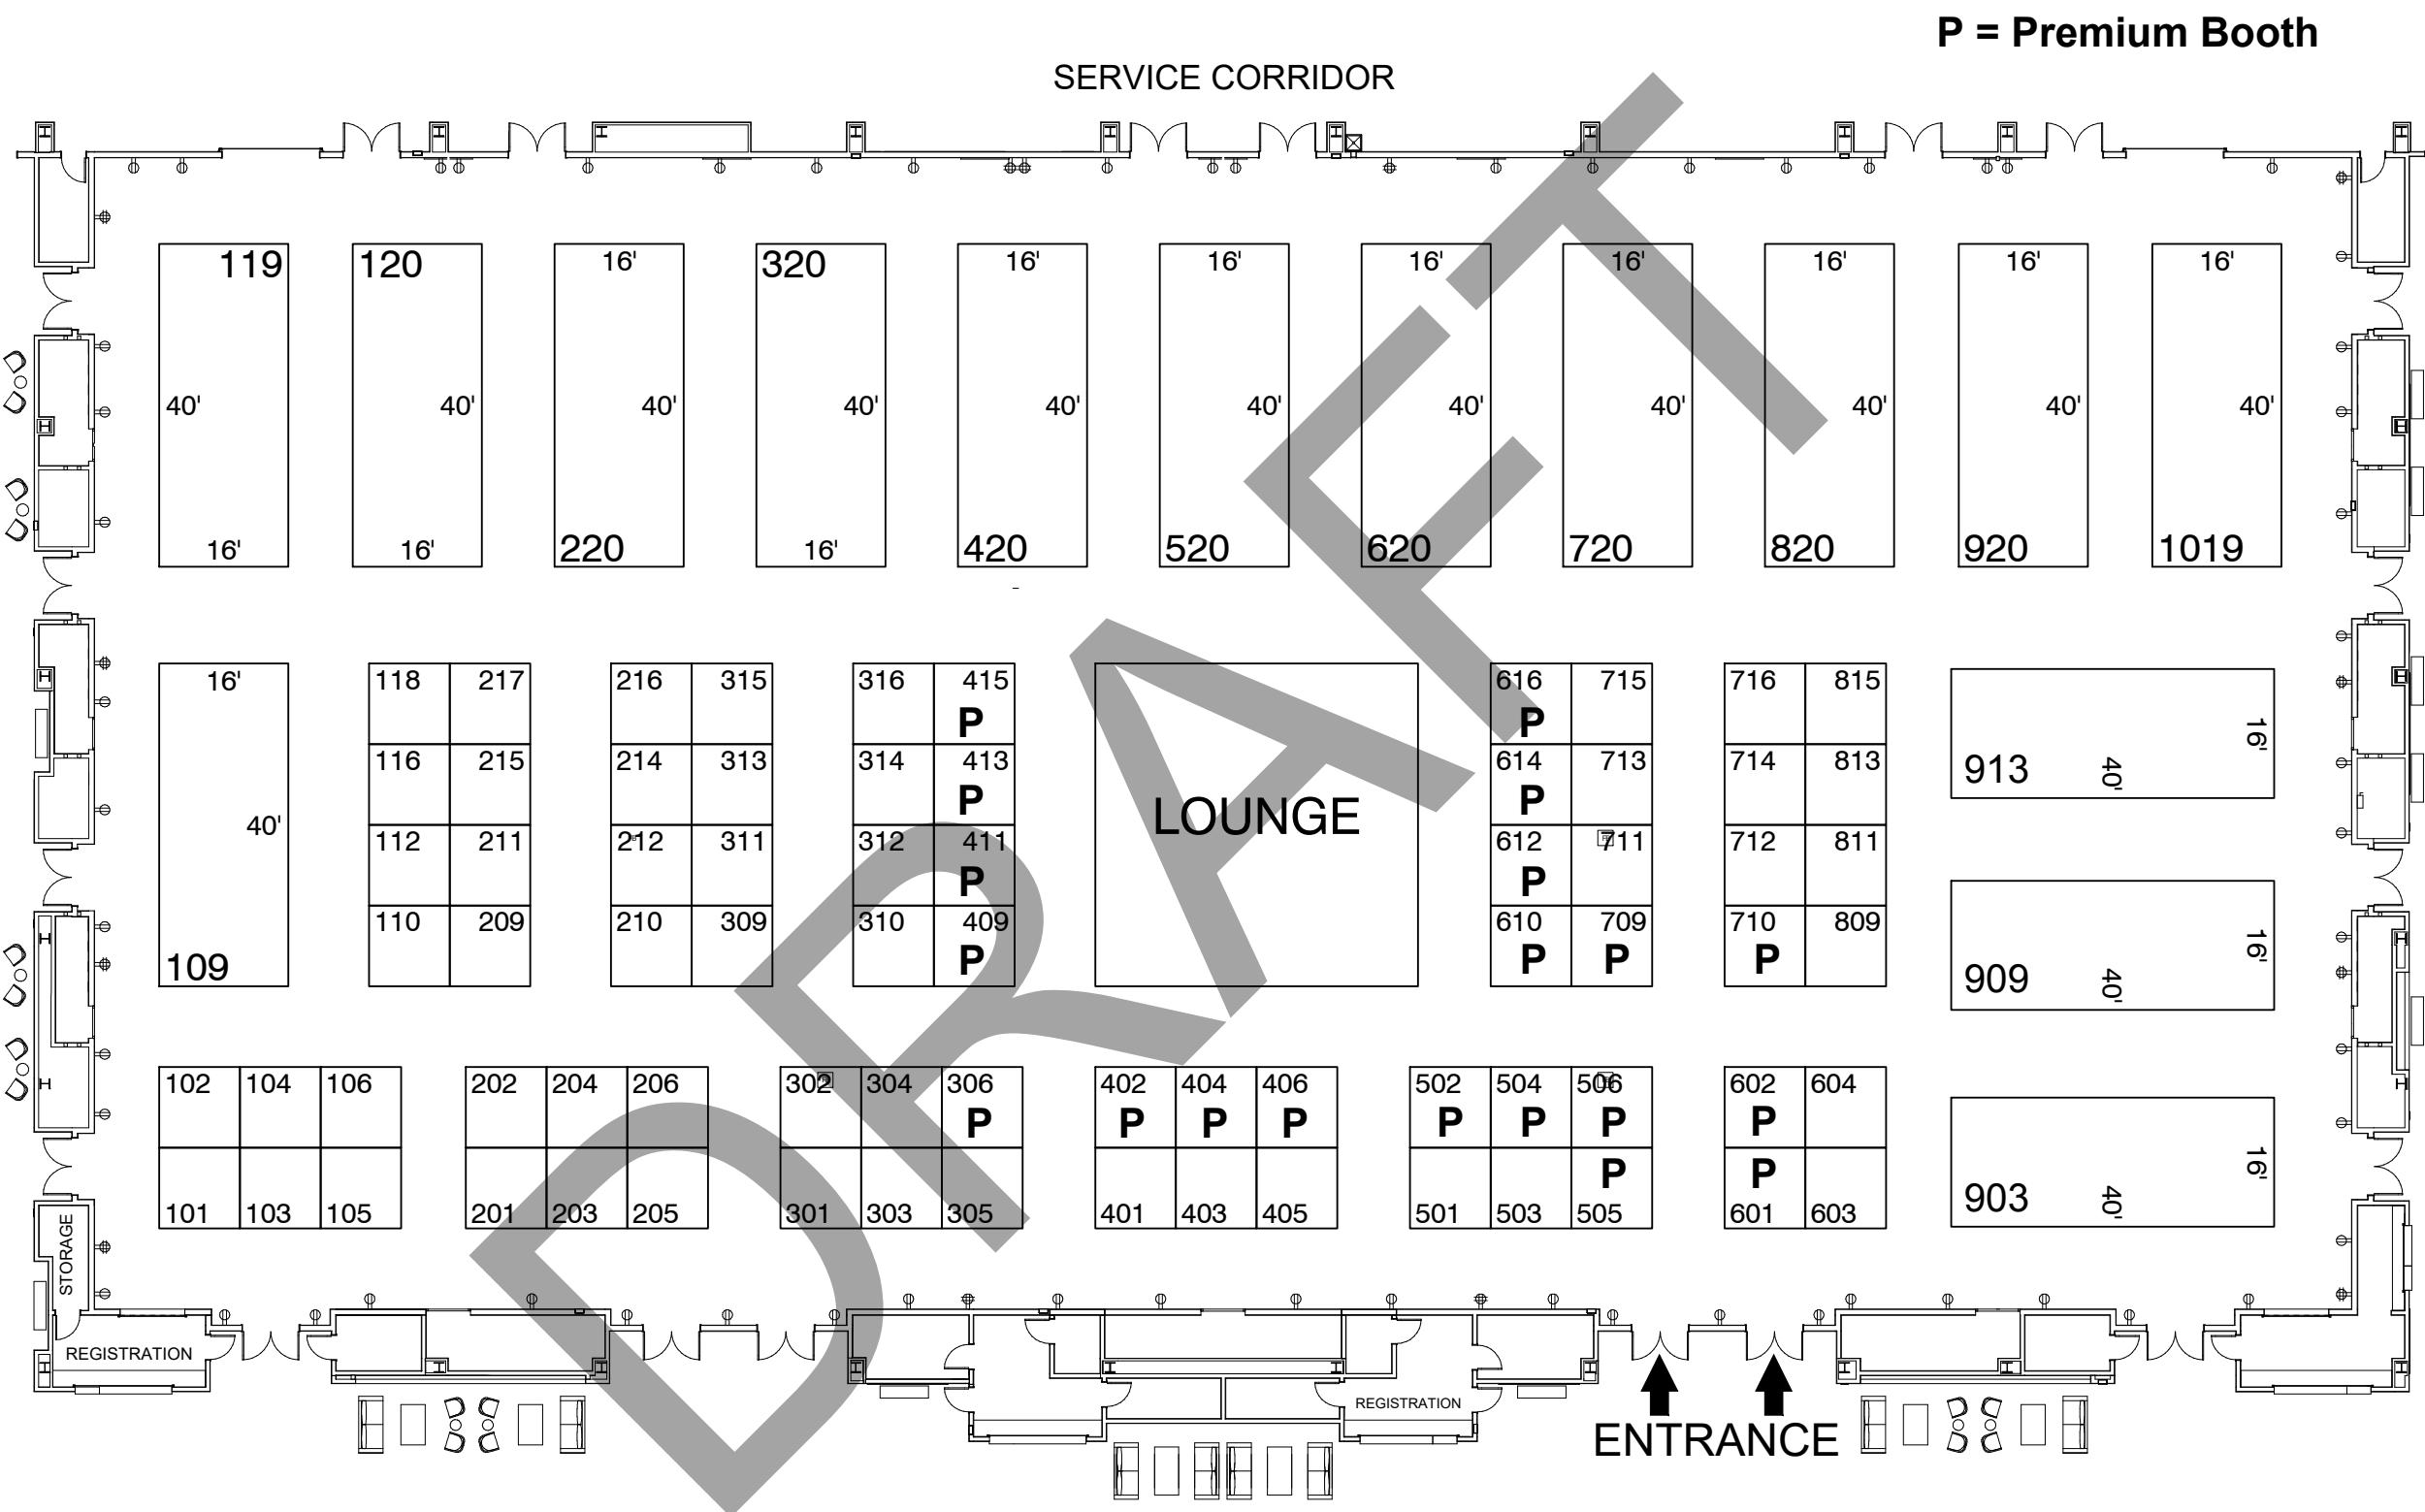 P = Premium Booth
SERVICE CORRIDOR
119 120 16' 320 16' 16' 16' 16' 16' 16' 16'
40' 40' 40' 40' 40' 40' 40' 40' 40' 40' 40'
16' 16' 220 16' 420 520 620 720 820 920 1019
16' 118 217 216 315 316 415 616 715 716 815
P P
16'
116 215 214 313 314 413 614 713 714 813
913 40'
P P
40'
112 211 212 311 312 411 612 711 712 811
LOUNGE
P P
110 209 210 309 310 409 610 709 710 809
16'
P P P P
109
909 40'
102 104 106 202 204 206 302 304 306 402 404 406 502 504 506 602 604
P P P P P P P P
16'
P P
903 40'
101 103 105 201 203 205 301 303 305 401 403 405 501 503 505 601 603
STORAGE
REGISTRATION
REGISTRATION
ENTRANCE
DRAFT